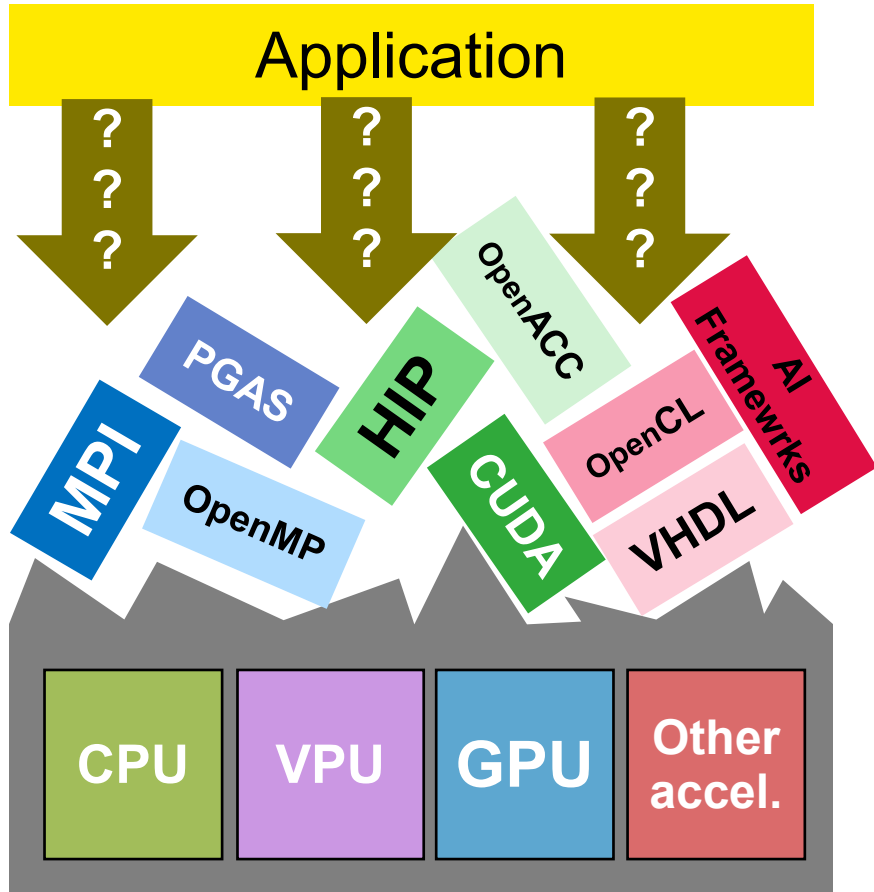 Application
?
?
?
?
?
?
?
?
?
OpenACC
AI
Framewrks
PGAS
HIP
OpenCL
MPI
OpenMP
CUDA
VHDL
CPU
VPU
GPU
Other
accel.